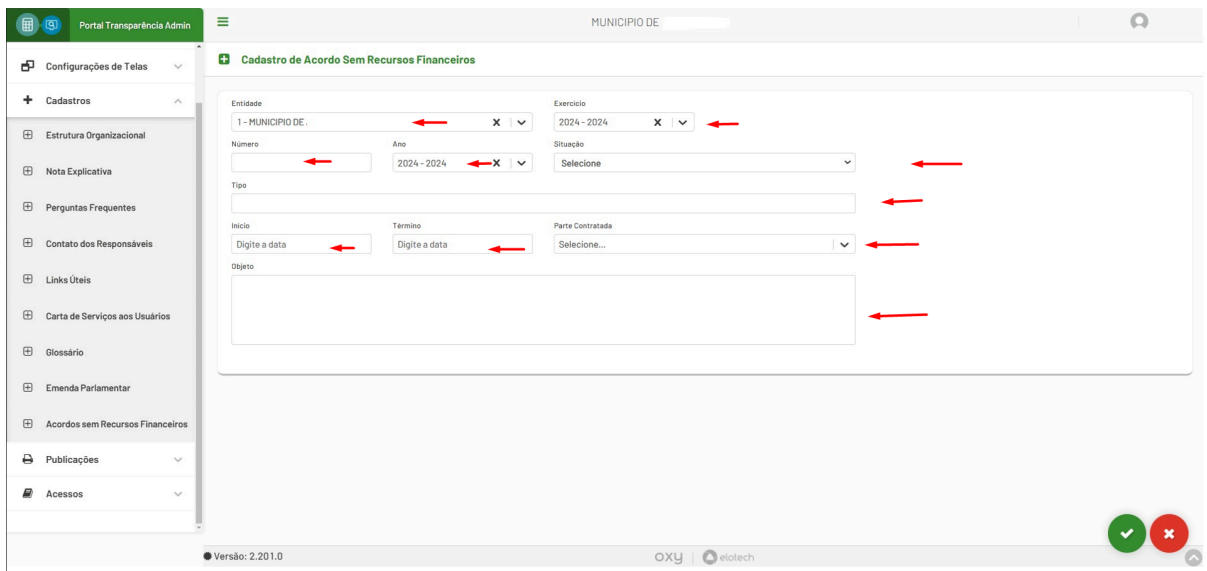 Portal Transparência Admin
MUNICIPIO DE
Configurações de Telas
Cadastros
Estrutura Organizacional
Nota Explicativa
Perguntas Frequentes
Contato dos Responsáveis
Links Úteis
Carta de Serviços aos Usuários
Glossário
Emenda Parlamentar
Acordos sem Recursos Financeiros
Publicações
Acessos
Cadastro de Acordo Sem Recursos Financeiros
Entidade
Exercício
1 - MUNICIPIO DE .
2024 - 2024
Número
Ano
Situação
2024 - 2024
Selecione
Tipo
Início
Término
Parte Contratada
Digite a data
Digite a data
Selecione...
Objeto
Versão: 2.201.0
oxy
elotech